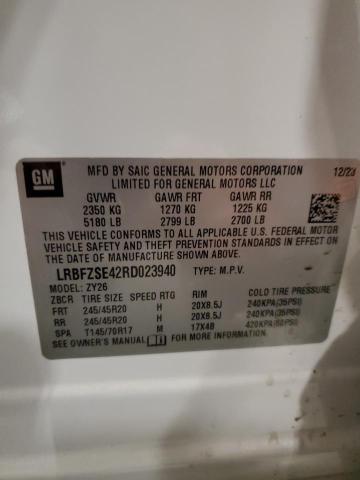 GM
MFD BY SAIC GENERAL MOTORS CORPORATION 12/23
LIMITED FOR GENERAL MOTORS LLC
GVWR GAWR FRT GAWR RR
2350 KG 1270 KG 1225 KG
5180 LB 2799 LB 2700 LB
THIS VEHICLE CONFORMS TO ALL APPLICABLE U.S. FEDERAL MOTOR
VEHICLE SAFETY AND THEFT PREVENTION STANDARDS IN EFFECT ON THE
DATE OF MANUFACTURE SHOWN ABOVE.
LRBFZSE42RD023940 TYPE: M.P.V.
MODEL: ZY26
ZBCR TIRE SIZE SPEED RTG RIM COLD TIRE PRESSURE
FRT 245/45R20 H 20X8.5J 240KPA(35PSI)
RR 245/45R20 H 20X8.5J 240KPA(35PSI)
SPA T145/70R17 M 17X4B 420KPA(60PSI)
SEE OWNER'S MANUAL FOR MORE INFORMATION.